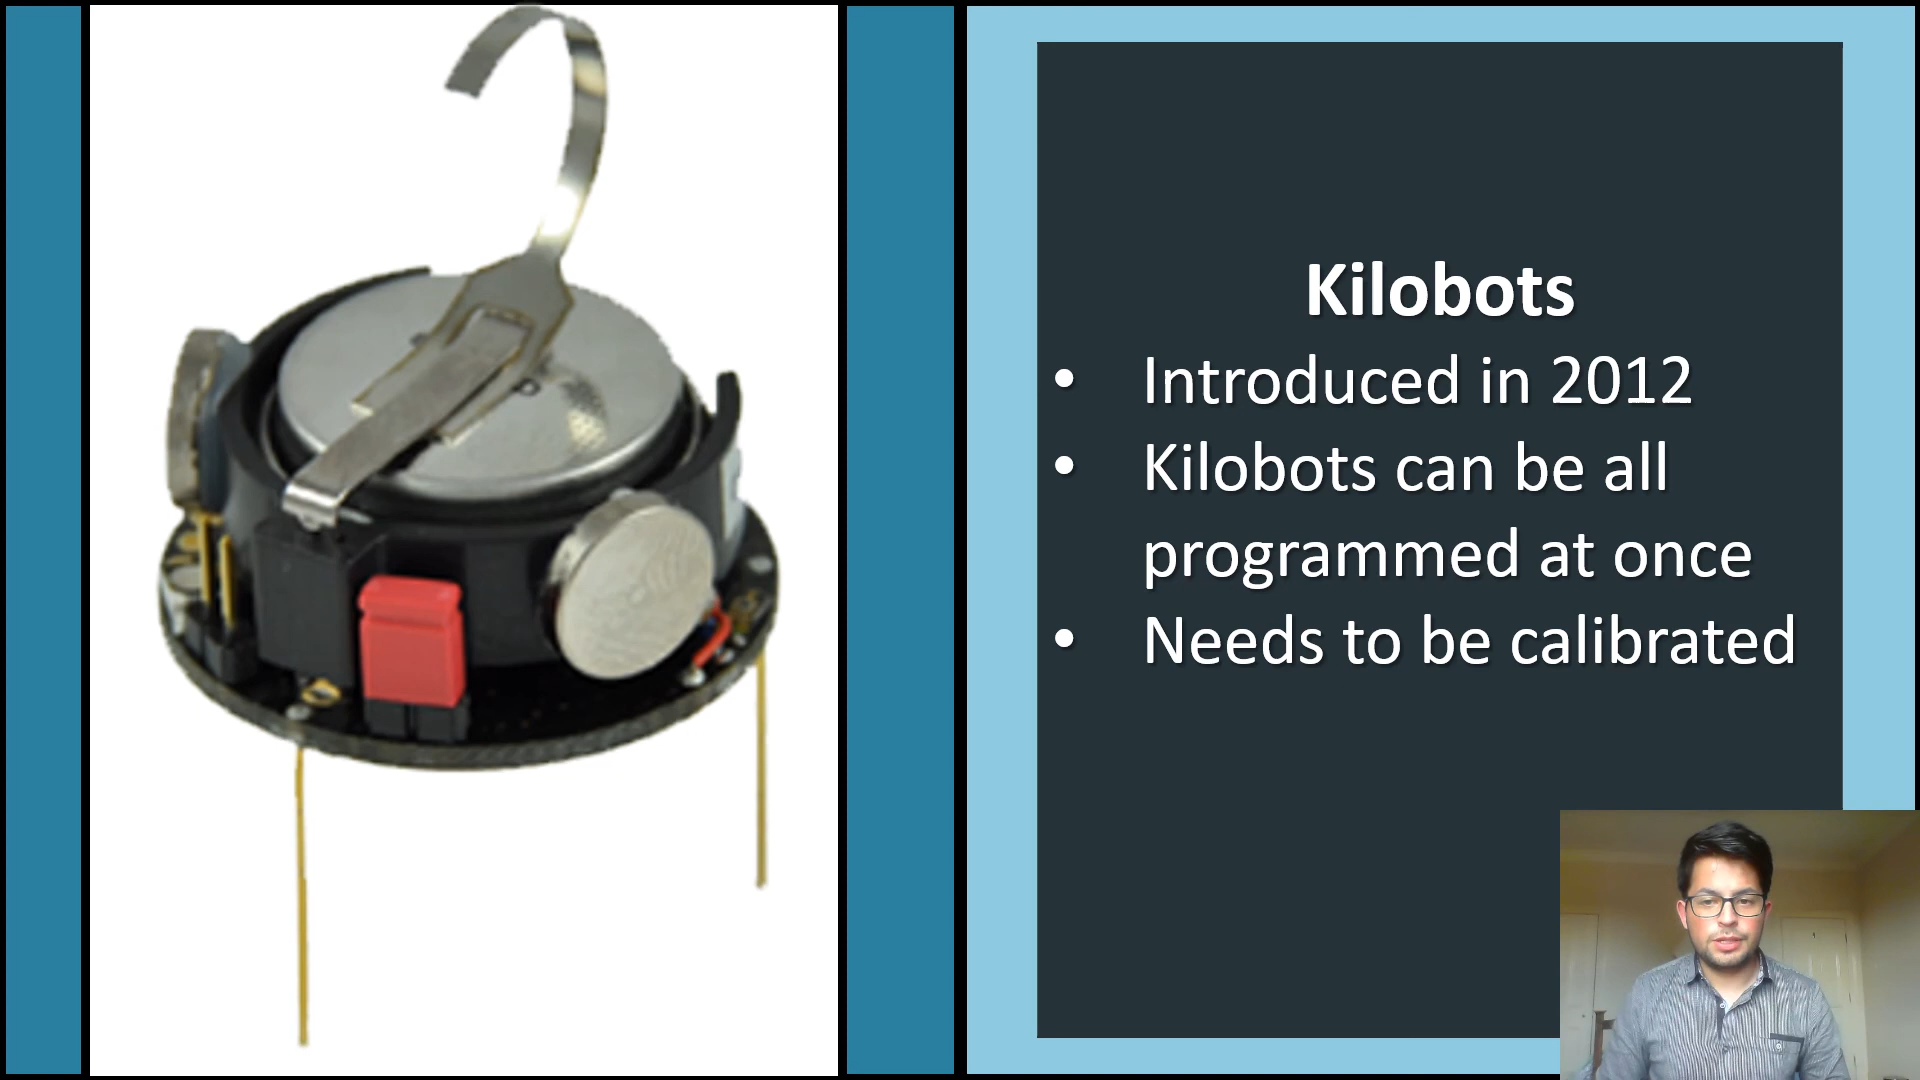 Kilobots
• Introduced in 2012
• Kilobots can be all
programmed at once
• Needs to be calibrated